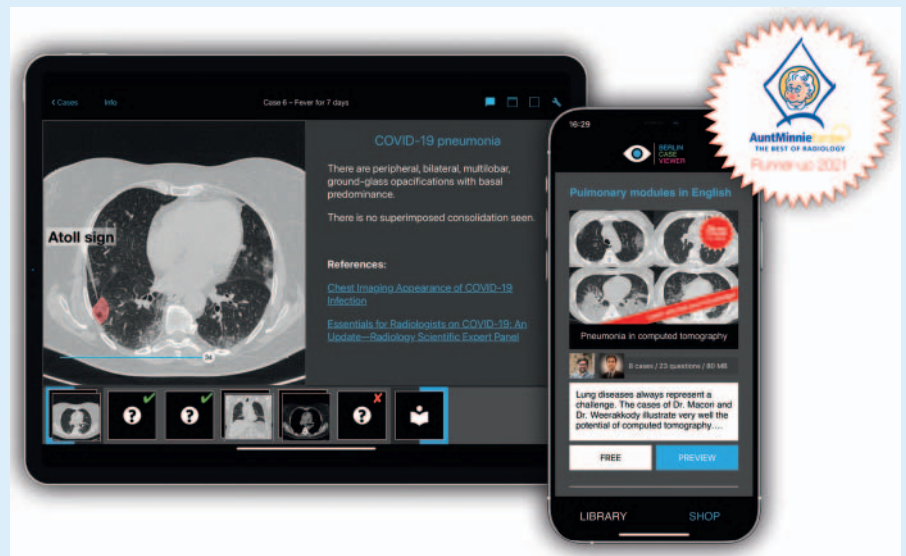 < Cases
Info
Case 6 – Fever for 7 days
Atoll sign
34
COVID-19 pneumonia
There are peripheral, bilateral, multilobar,
ground-glass opacifications with basal
predominance.
There is no superimposed consolidation seen.
References:
Chest Imaging Appearance of COVID-19
Infection
Essentials for Radiologists on COVID-19: An
Update—Radiology Scientific Expert Panel
?
?
?
16:29
BERLIN
CASE
VIEWER
Pulmonary modules in English
Pneumonia in computed tomography
8 cases / 23 questions / 80 MB
Lung diseases always represent a
challenge. The cases of Dr. Macori and
Dr. Weerakkody illustrate very well the
potential of computed tomography....
FREE
PREVIEW
LIBRARY
SHOP
AuntMinnie
THE BEST OF RADIOLOGY
Runner-up 2021